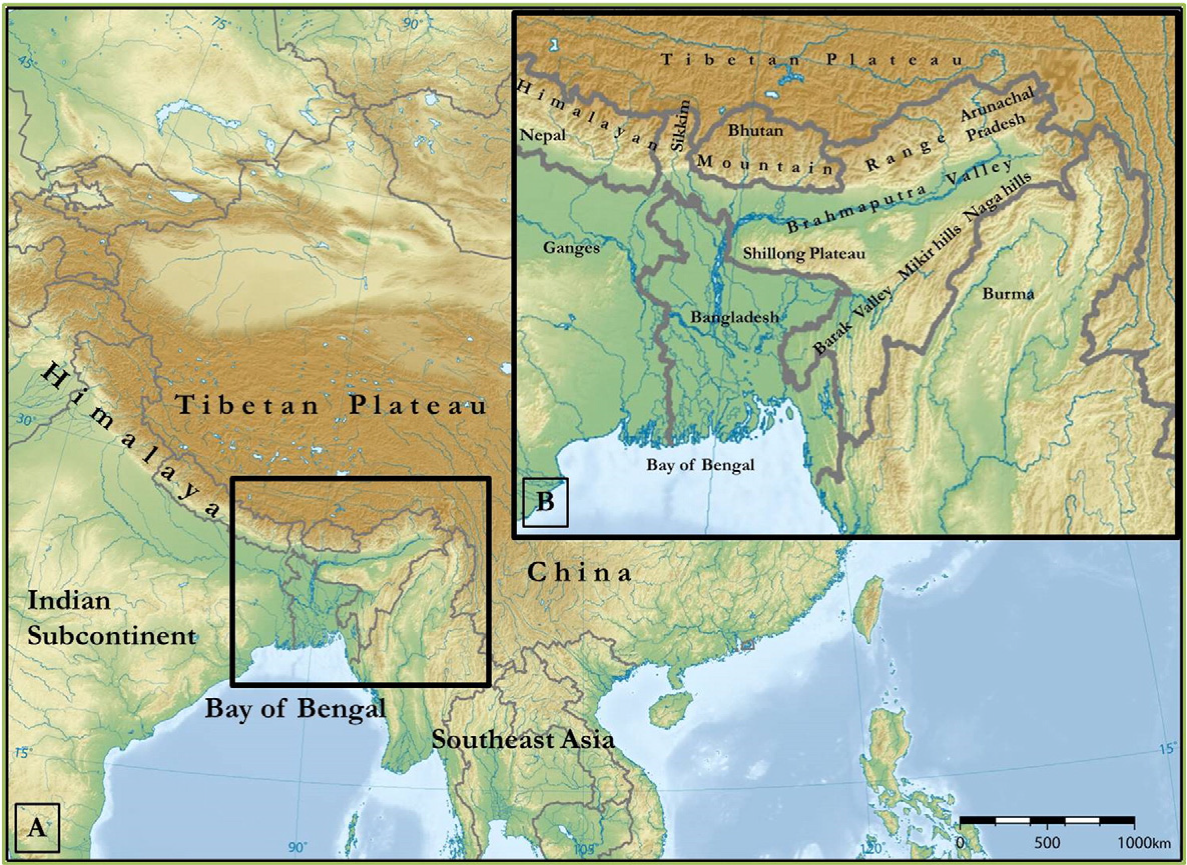 75°
90°
45°
30°
15°
90°
105°
120°
15°
Himalaya
Tibetan Plateau
Indian
Subcontinent
Bay of Bengal
Southeast Asia
China
A
0 500 1000km
Tibetan Plateau
Himalayan Mountain Range
Nepal
Sikkim
Bhutan
Arunachal
Pradesh
Brahmaputra Valley
Naga hills
Ganges
Shillong Plateau
Mikir hills
Burma
Bangladesh
Barak Valley
Bay of Bengal
B